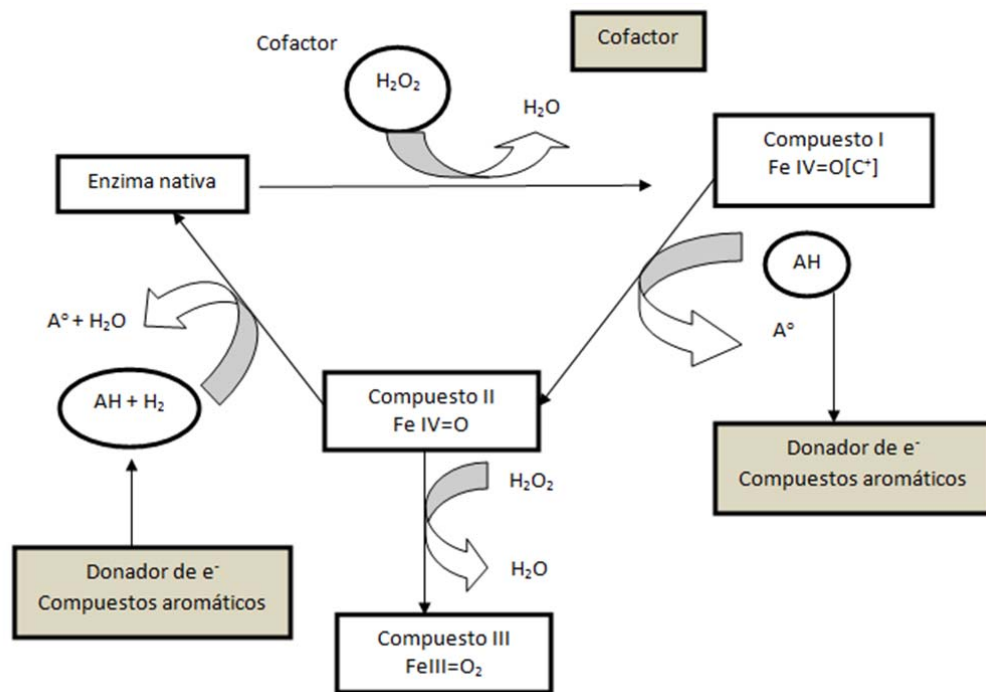 Cofactor
Cofactor
H₂O₂
H₂O
Compuesto I
Fe IV=O[C⁺]
Enzima nativa
AH
A° + H₂O
A°
AH + H₂
Compuesto II
Fe IV=O
Donador de e⁻
Compuestos aromáticos
H₂O₂
H₂O
Donador de e⁻
Compuestos aromáticos
Compuesto III
FeIII=O₂